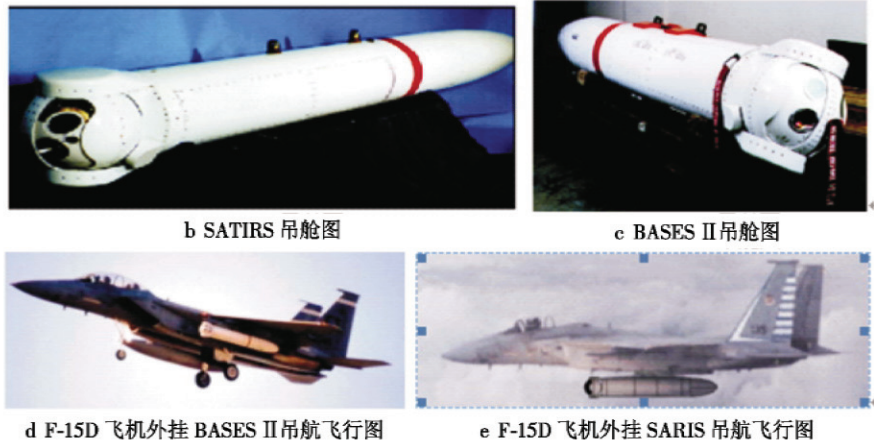 b SATIRS 吊舱图
c BASES Ⅱ吊舱图
d F-15D 飞机外挂 BASES Ⅱ吊航飞行图
e F-15D 飞机外挂 SARIS 吊航飞行图